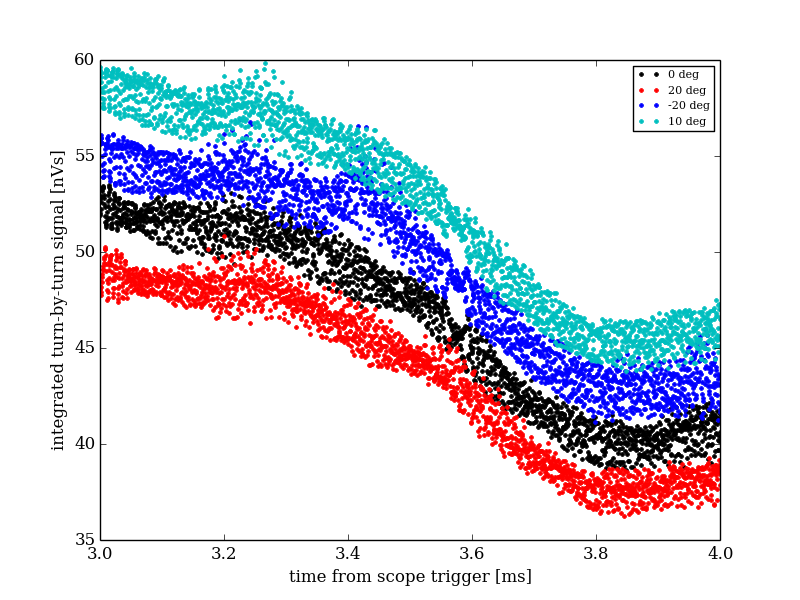 60
55
50
45
40
35
integrated turn-by-turn signal [nVs]
0 deg
20 deg
-20 deg
10 deg
3.0 3.2 3.4 3.6 3.8 4.0
time from scope trigger [ms]